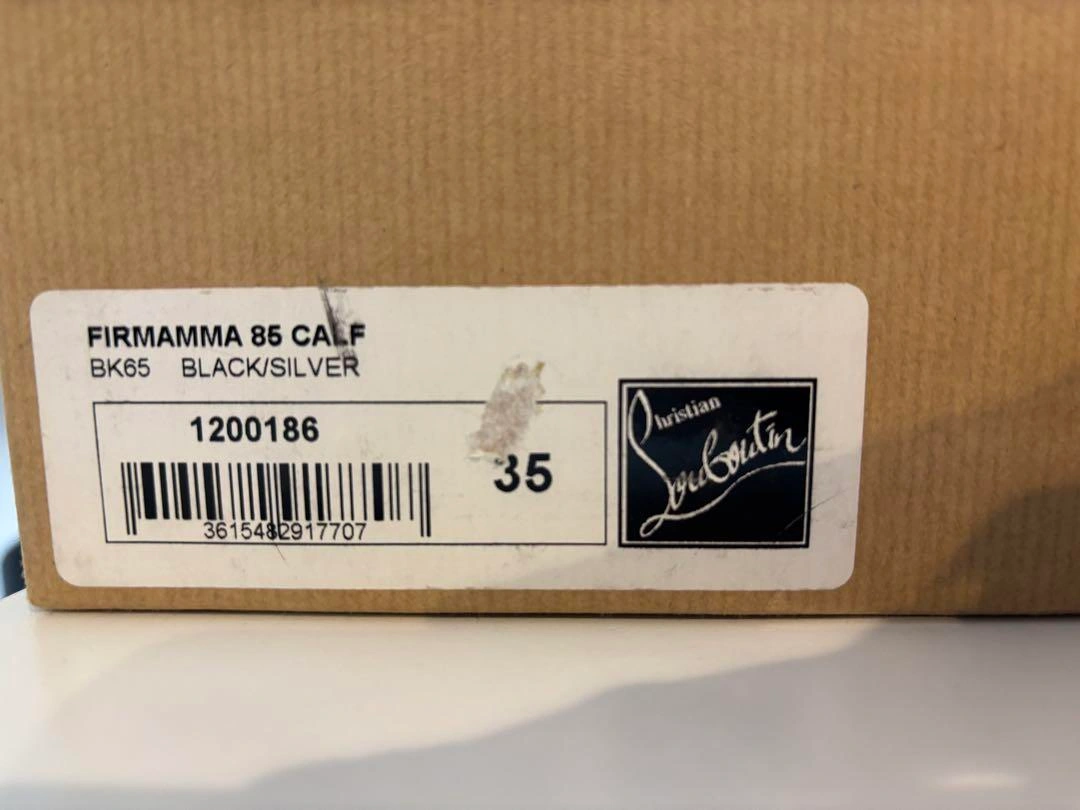 FIRMAMMA 85 CALF
BK65 BLACK/SILVER
1200186
35
3615482917707
Christian
Louboutin